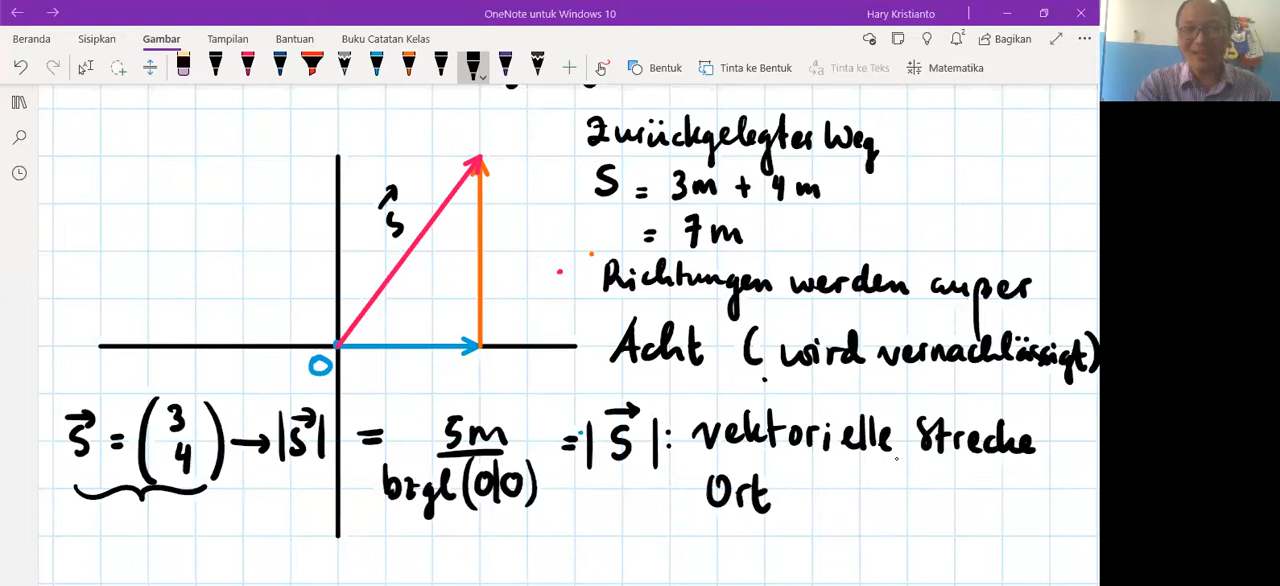 OneNote untuk Windows 10
Hary Kristianto
Beranda
Sisipkan
Gambar
Tampilan
Bantuan
Buku Catatan Kelas
2
Bagikan
Bentuk
Tinta ke Bentuk
Tinta ke Teks
Matematika
Zurückgelegter Weg
S = 3m + 4m
= 7m
Richtungen werden außer
Acht (wird vernachlässigt)
s⃗
O
s⃗ = (3 4) → |s⃗| = 5m = |s⃗| : vektorielle Strecke
bzgl (0|0)
Ort